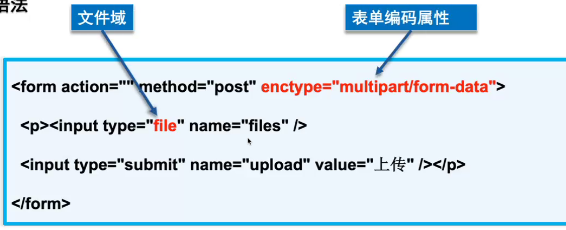 语法
文件域
表单编码属性
<form action="" method="post" enctype="multipart/form-data">
<p><input type="file" name="files" />
<input type="submit" name="upload" value="上传" /></p>
</form>